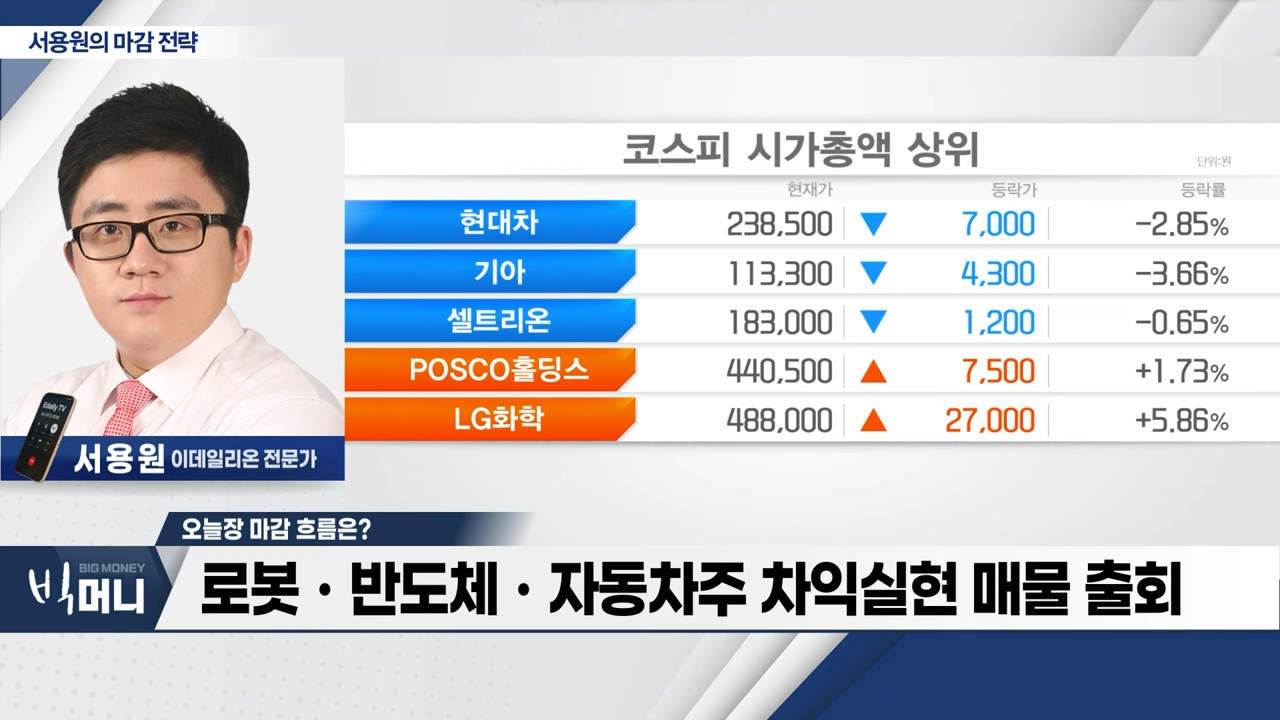 서용원의 마감 전략
코스피 시가총액 상위
단위:원
현재가 등락가 등락률
현대차 238,500 ▼ 7,000 -2.85%
기아 113,300 ▼ 4,300 -3.66%
셀트리온 183,000 ▼ 1,200 -0.65%
POSCO홀딩스 440,500 ▲ 7,500 +1.73%
LG화학 488,000 ▲ 27,000 +5.86%
Edaily TV
서용원 이데일리온 전문가
오늘장 마감 흐름은?
BIG MONEY
빅머니
로봇·반도체·자동차주 차익실현 매물 출회